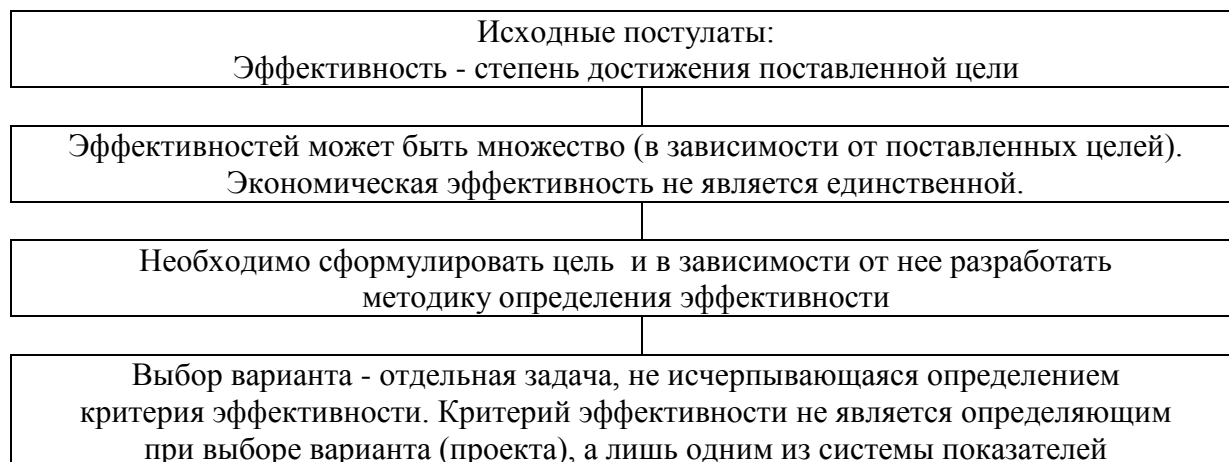 Исходные постулаты:
Эффективность - степень достижения поставленной цели
Эффективностей может быть множество (в зависимости от поставленных целей).
Экономическая эффективность не является единственной.
Необходимо сформулировать цель и в зависимости от нее разработать
методику определения эффективности
Выбор варианта - отдельная задача, не исчерпывающаяся определением
критерия эффективности. Критерий эффективности не является определяющим
при выборе варианта (проекта), а лишь одним из системы показателей